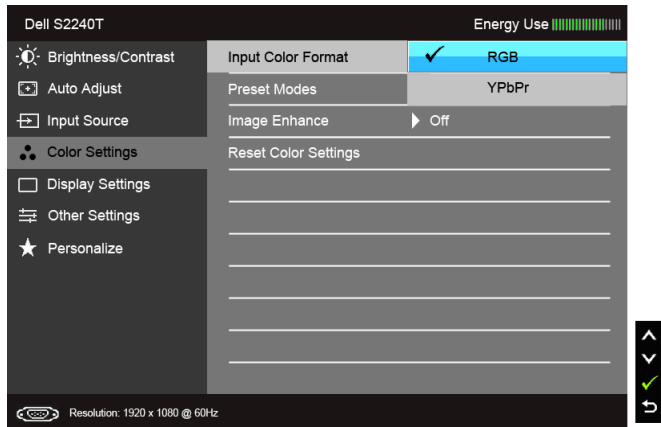 Dell S2240T
Energy Use
Brightness/Contrast
Auto Adjust
Input Source
Color Settings
Display Settings
Other Settings
Personalize
Input Color Format
RGB
Preset Modes
YPbPr
Image Enhance
Off
Reset Color Settings
Resolution: 1920 x 1080 @ 60Hz